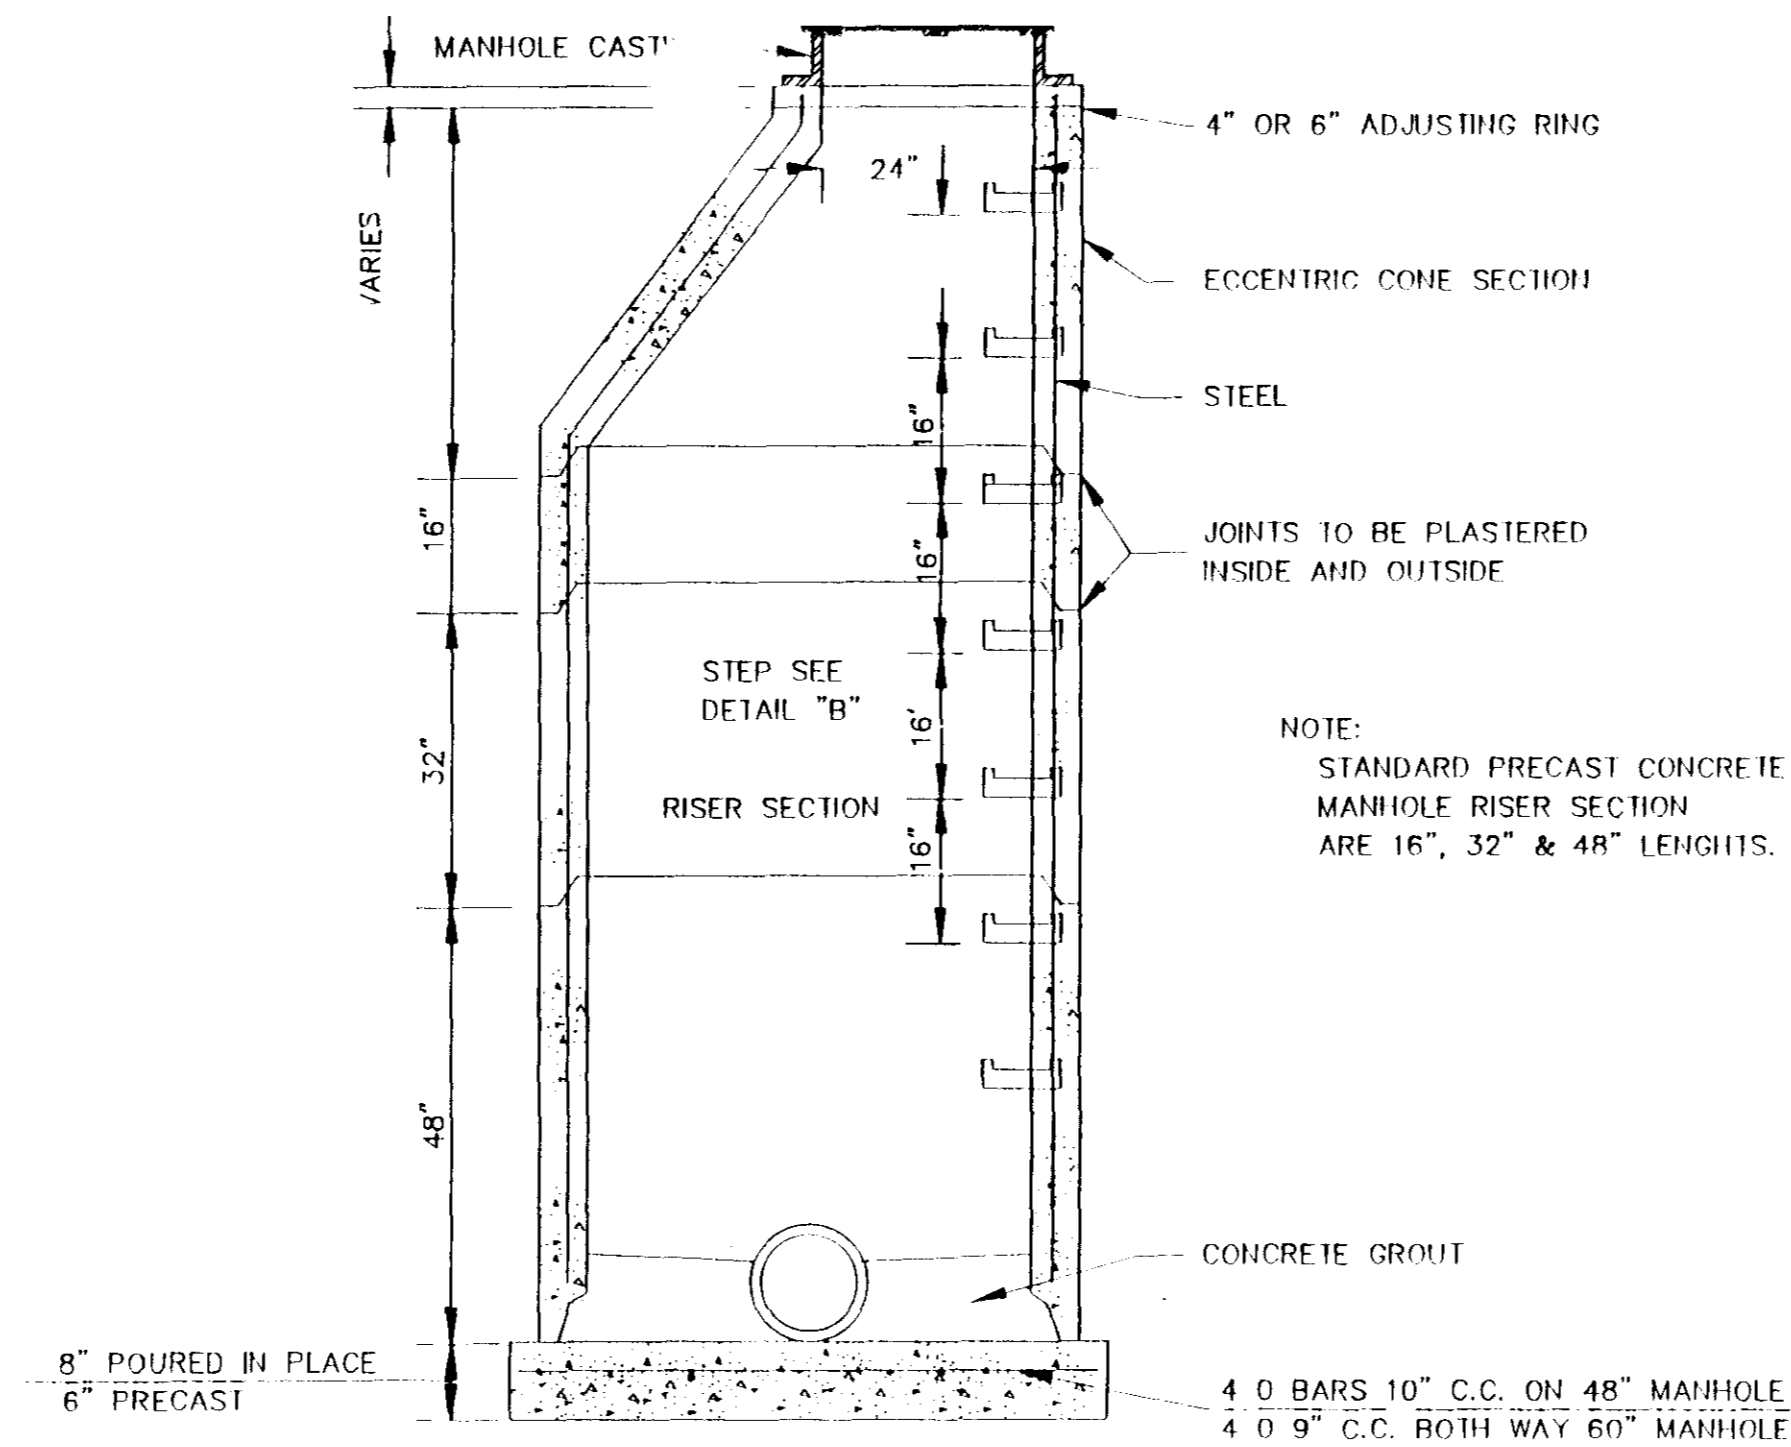 MANHOLE CAST
4" OR 6" ADJUSTING RING
24"
VARIES
ECCENTRIC CONE SECTION
STEEL
16"
16"
16"
JOINTS TO BE PLASTERED
INSIDE AND OUTSIDE
STEP SEE
DETAIL "B"
16'
32"
RISER SECTION
16"
NOTE:
STANDARD PRECAST CONCRETE
MANHOLE RISER SECTION
ARE 16", 32" & 48" LENGHTS.
48"
CONCRETE GROUT
8" POURED IN PLACE
6" PRECAST
4 0 BARS 10" C.C. ON 48" MANHOLE
4 0 9" C.C. BOTH WAY 60" MANHOLE